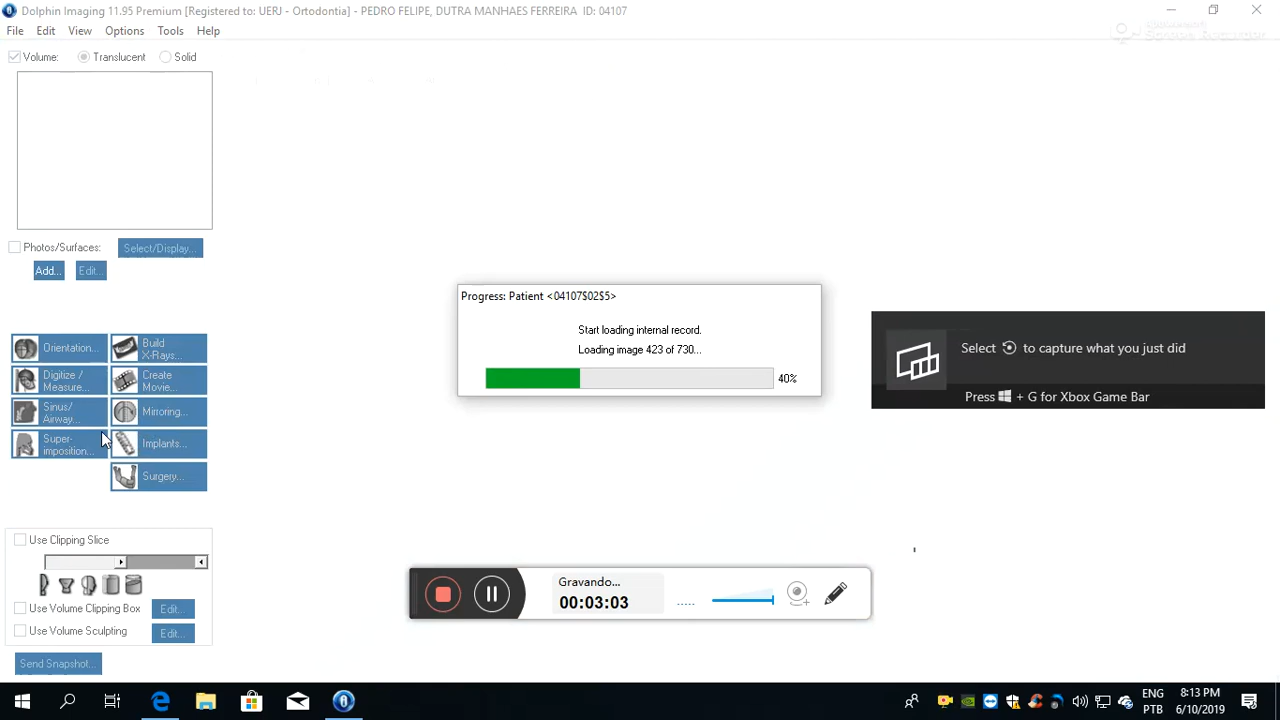 Dolphin Imaging 11.95 Premium [Registered to: UERJ - Ortodontia] - PEDRO FELIPE, DUTRA MANHAES FERREIRA ID: 04107
File Edit View Options Tools Help
Volume: Translucent Solid
Photos/Surfaces: Select/Display...
Add... Edit...
Orientation...
Build
X-Rays...
Digitize /
Measure...
Create
Movie...
Sinus/
Airway...
Mirroring...
Super-
imposition...
Implants...
Surgery...
Use Clipping Slice
Use Volume Clipping Box Edit...
Use Volume Sculpting Edit...
Send Snapshot...
Progress: Patient <04107$02$5>
Start loading internal record.
Loading image 423 of 730...
40%
Select to capture what you just did
Press + G for Xbox Game Bar
Gravando...
00:03:03
ENG
PTB
8:13 PM
6/10/2019